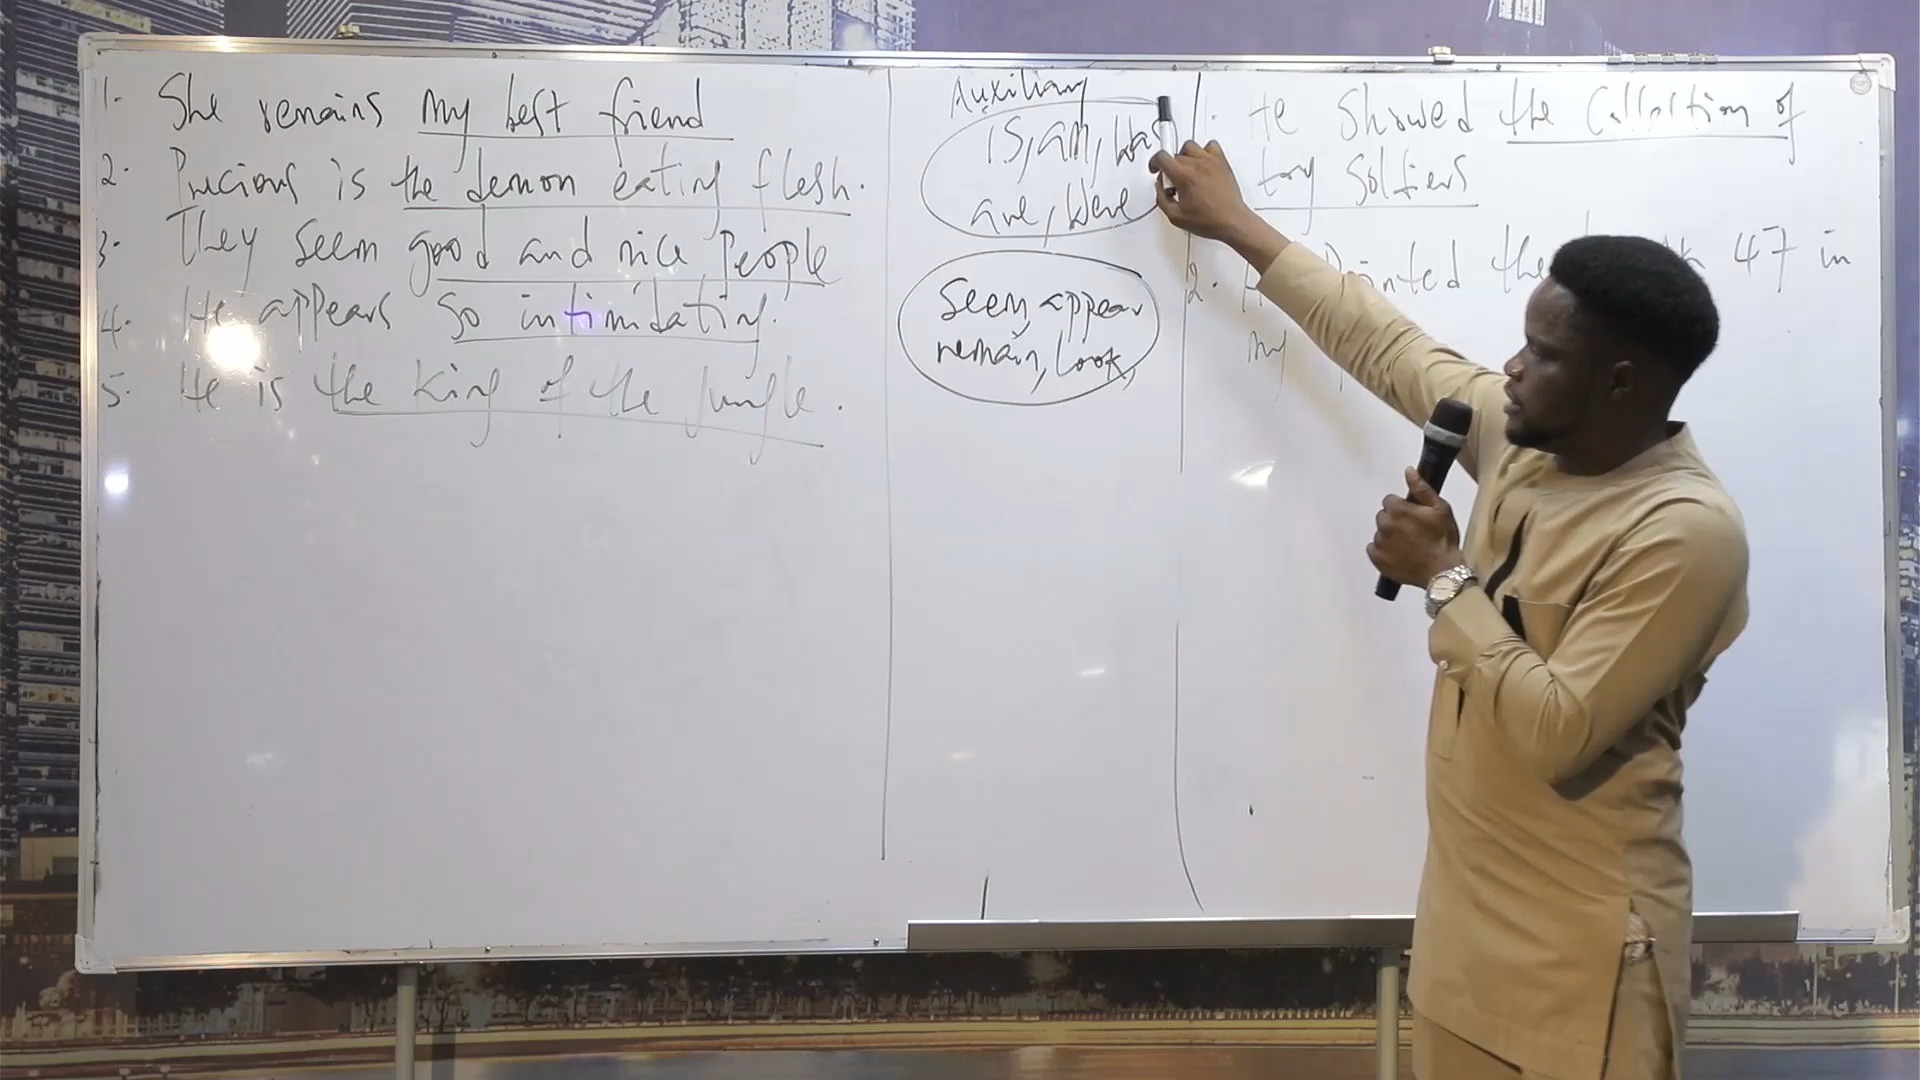 1. She remains my best friend
2. Precious is the demon eating flesh.
3. They seem good and nice people
4. He appears so intimidating.
5. He is the King of the Jungle.
Auxiliary
is, am, was
are, were
seem, appear
remain, look,
1. He showed the Collection of
toy soldiers
2. the 47 in
my